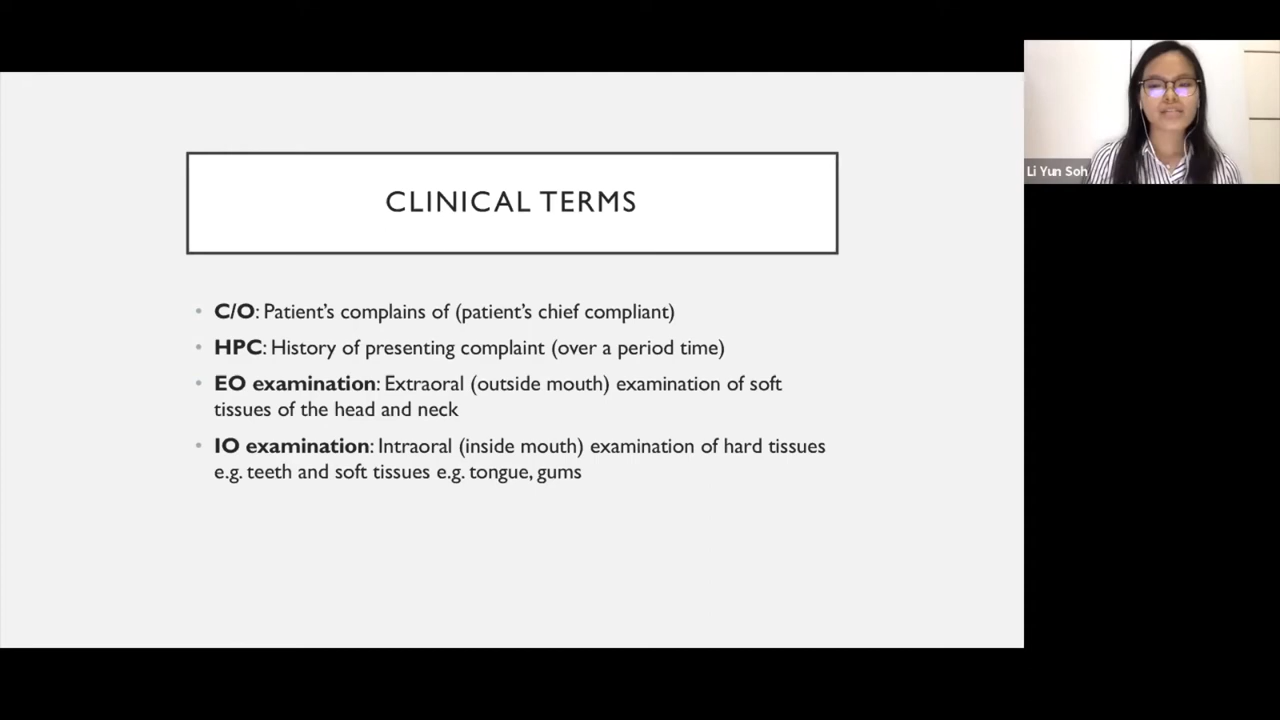 CLINICAL TERMS
• C/O: Patient's complains of (patient's chief compliant)
• HPC: History of presenting complaint (over a period time)
• EO examination: Extraoral (outside mouth) examination of soft
tissues of the head and neck
• IO examination: Intraoral (inside mouth) examination of hard tissues
e.g. teeth and soft tissues e.g. tongue, gums
Li Yun Soh